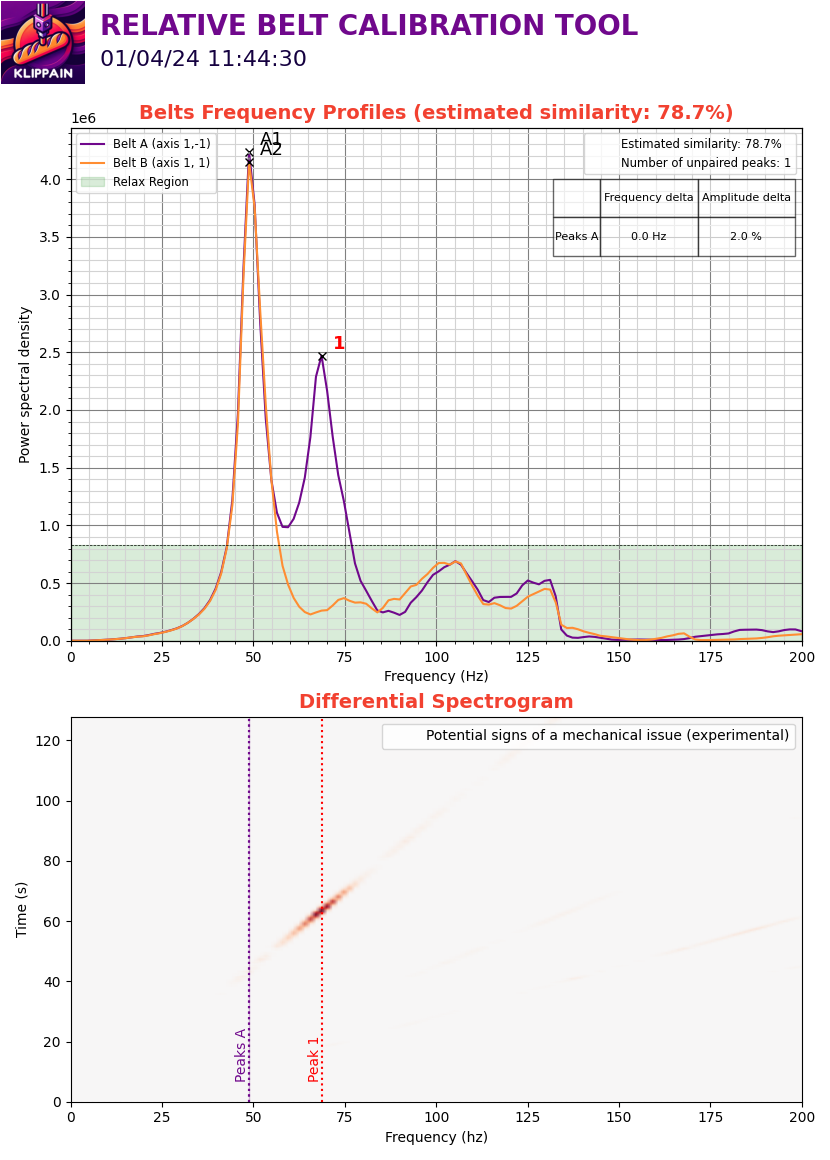 KLIPPAIN
RELATIVE BELT CALIBRATION TOOL
01/04/24 11:44:30
Belts Frequency Profiles (estimated similarity: 78.7%)
1e6
Belt A (axis 1,-1)
Belt B (axis 1, 1)
Relax Region
A1
A2
Estimated similarity: 78.7%
Number of unpaired peaks: 1
Frequency delta Amplitude delta
Peaks A 0.0 Hz 2.0 %
1
Power spectral density
4.0
3.5
3.0
2.5
2.0
1.5
1.0
0.5
0.0
0 25 50 75 100 125 150 175 200
Frequency (Hz)
Differential Spectrogram
Potential signs of a mechanical issue (experimental)
Time (s)
120
100
80
60
40
20
0
Peaks A
Peak 1
0 25 50 75 100 125 150 175 200
Frequency (hz)